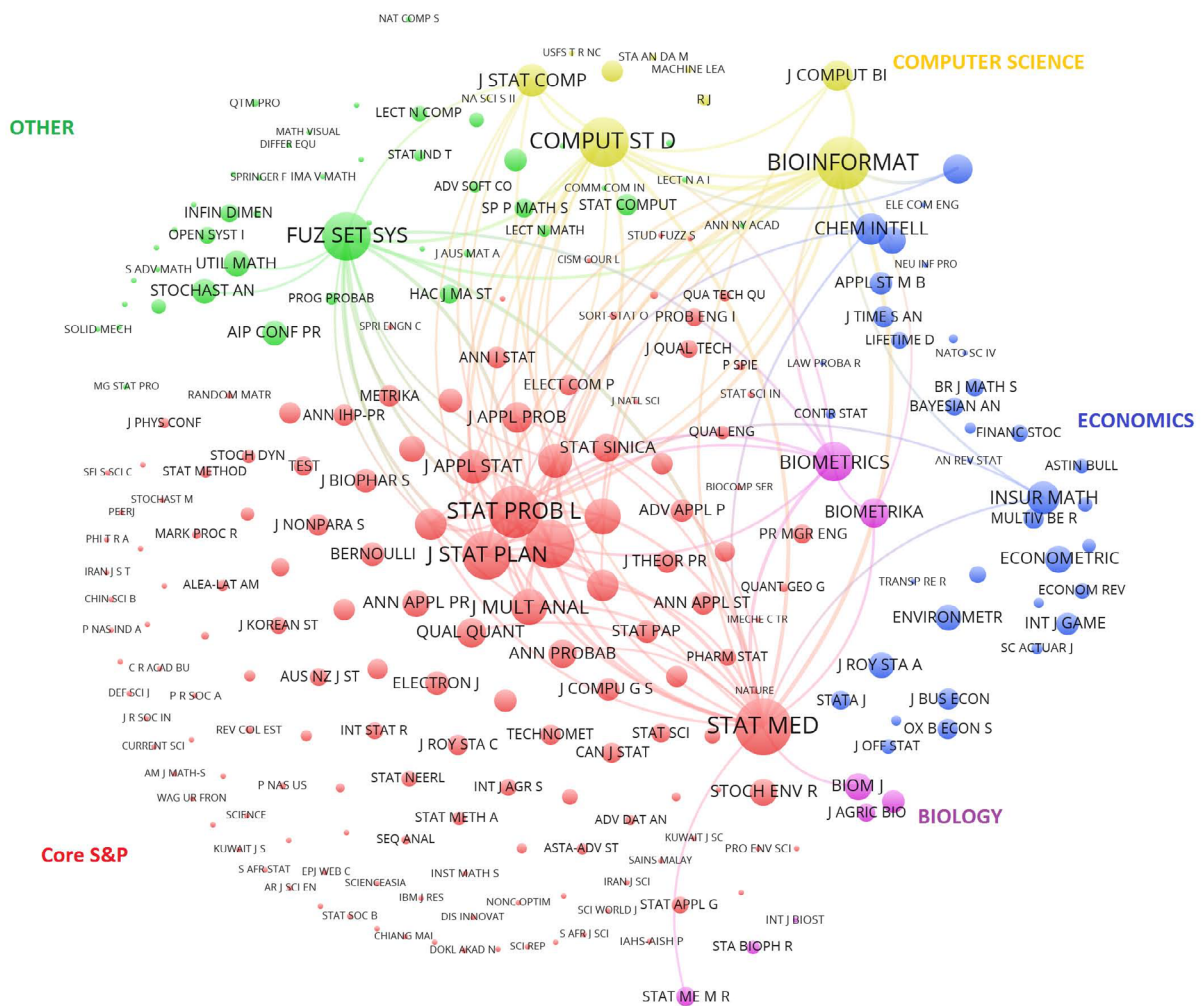 NAT COMP S
USFS T R NC
STA AN DA M
COMPUTER SCIENCE
J STAT COMP
MACHINE LEA
J COMPUT BI
NA SCI S II
R J
QTM PRO
LECT N COMP
OTHER
MATH VISUAL
DIFFER EQU
COMPUT ST D
STAT IND T
BIOINFORMAT
SPRINGER F
IMA V MATH
ADV SOFT CO
COMM COM IN
LECT N A I
INFIN DIMEN
SP P MATH S
STAT COMPUT
ELE COM ENG
OPEN SYST I
FUZ SET SYS
LECT N MATH
STUD FUZZ S
ANN NY ACAD
CHEM INTELL
UTIL MATH
J AUS MAT A
CISM COUR L
S ADV MATH
NEU INF PRO
STOCHAST AN
PROG PROBAB
HAC J MA ST
QUA TECH QU
APPL ST M B
SOLID MECH
AIP CONF PR
SPRI ENGN C
SORT-STAT O
PROB ENG I
J TIME S AN
ANN I STAT
J QUAL TECH
LIFETIME D
P SPIE
LAW PROBA R
NATO SC IV
MG STAT PRO
RANDOM MATR
METRIKA
ELECT COM P
J NATL SCI
STAT SCI IN
BR J MATH S
BAYESIAN AN
J PHYS CONF
ANN IHP-PR
J APPL PROB
QUAL ENG
CONTR STAT
ECONOMICS
FINANC STOC
STAT SINICA
STOCH DYN
SFL S SCI C
STAT METHOD
TEST
J APPL STAT
BIOMETRICS
AN REV STAT
ASTIN BULL
J BIOPHAR S
BIOCOMP SER
STOCHAST M
PEERJ
STAT PROB L
ADV APPL P
BIOMETRIKA
INSUR MATH
MULTIV BE R
PHI T R A
MARK PROC R
J NONPARA S
PR MGR ENG
BERNOULLI
J STAT PLAN
J THEOR PR
ECONOMETRIC
IRAN J S T
ALEA-LAT AM
QUANT GEO G
TRANSP RE R
ECONOM REV
CHIN SCI B
ANN APPL PR
J MULT ANAL
ANN APPL ST
IMECHE C TR
ENVIRONMETR
INT J GAME
P NAS IND A
J KOREAN ST
QUAL QUANT
STAT PAP
SC ACTUAR J
C R ACAD BU
ANN PROBAB
PHARM STAT
J ROY STA A
DEF SCI J
P R SOC A
AUS NZ J ST
ELECTRON J
J COMPU G S
NATURE
STATA J
J BUS ECON
J R SOC IN
REV COL EST
INT STAT R
TECHNOMET
STAT SCI
STAT MED
OX B ECON S
CURRENT SCI
J ROY STA C
CAN J STAT
J OFF STAT
AM J MATH-S
P NAS US
STAT NEERL
INT J AGR S
STOCH ENV R
BIOM J
WAG UR FRON
SCIENCE
STAT METH A
ADV DAT AN
J AGRIC BIO
BIOLOGY
Core S&P
KUWAIT J S
SEQ ANAL
ASTA-ADV ST
KUWAIT J SC
PRO ENV SCI
S AFR STAT
EPJ WEB C
INST MATH S
SAINS MALAY
AR J SCI EN
SCIENCEASIA
IBM J RES
IRAN J SCI
NONC OPTIM
STAT SOC B
DIS INNOVAT
SCI WORLD J
STAT APPL G
INT J BIOST
CHIANG MAI
DOKL AKAD N
SCI REP
S AFR J SCI
IAHS-AISH P
STA BIOPH R
STAT ME M R